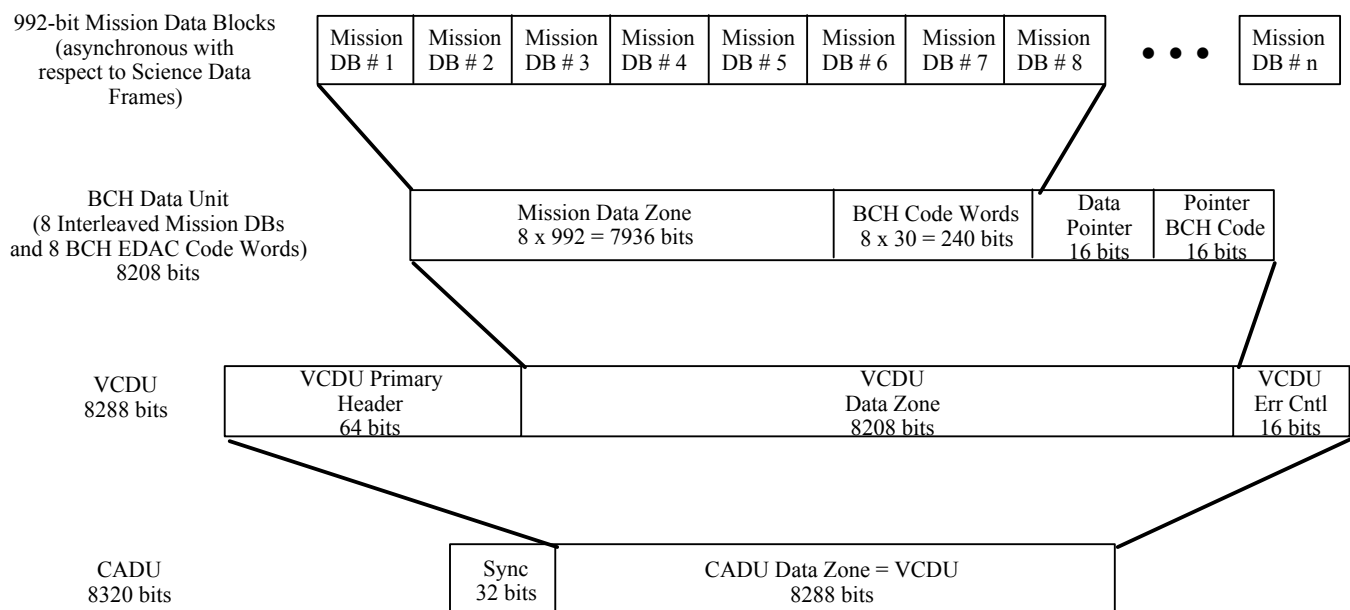 992-bit Mission Data Blocks
(asynchronous with
respect to Science Data
Frames)
Mission
DB # 1
Mission
DB # 2
Mission
DB # 3
Mission
DB # 4
Mission
DB # 5
Mission
DB # 6
Mission
DB # 7
Mission
DB # 8
• • •
Mission
DB # n
BCH Data Unit
(8 Interleaved Mission DBs
and 8 BCH EDAC Code Words)
8208 bits
Mission Data Zone
8 x 992 = 7936 bits
BCH Code Words
8 x 30 = 240 bits
Data
Pointer
16 bits
Pointer
BCH Code
16 bits
VCDU
8288 bits
VCDU Primary
Header
64 bits
VCDU
Data Zone
8208 bits
VCDU
Err Cntl
16 bits
CADU
8320 bits
Sync
32 bits
CADU Data Zone = VCDU
8288 bits